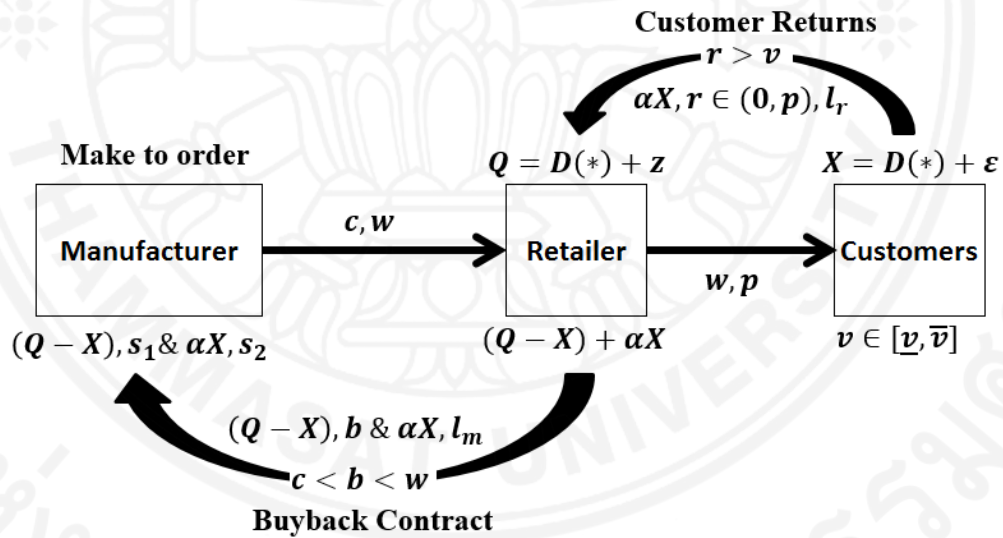 Customer Returns
r > v
αX, r ∈ (0, p), l_r
Make to order
Q = D(*) + z
X = D(*) + ε
Manufacturer
c, w
Retailer
w, p
Customers
(Q − X), s₁& αX, s₂
(Q − X) + αX
v ∈ [v̲, v̅]
(Q − X), b & αX, l_m
c < b < w
Buyback Contract